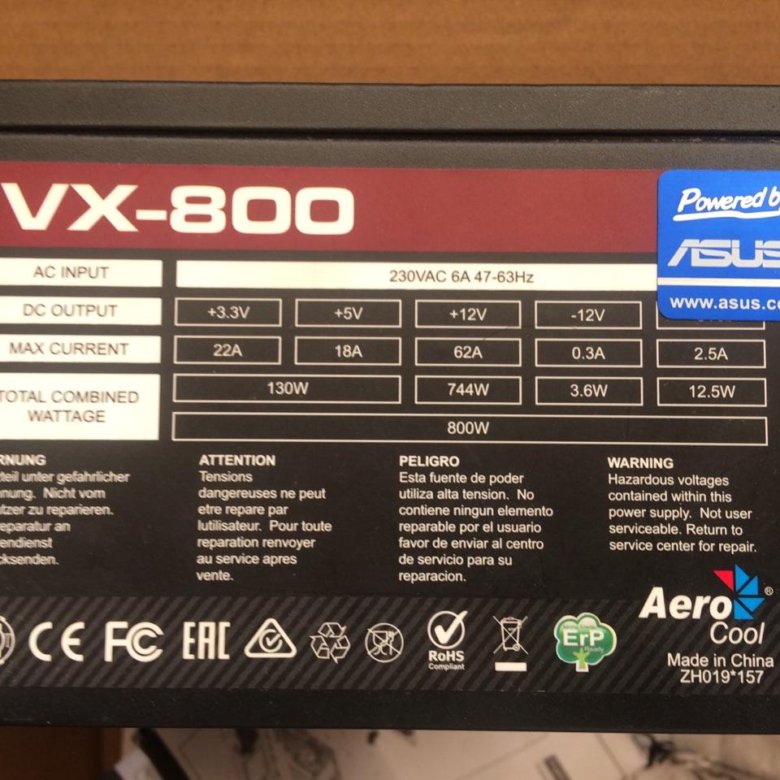 VX-800
Powered b
ASUS
www.asus.co
AC INPUT 230VAC 6A 47-63Hz
DC OUTPUT +3.3V +5V +12V -12V
MAX CURRENT 22A 18A 62A 0.3A 2.5A
TOTAL COMBINED WATTAGE 130W 744W 3.6W 12.5W
800W
RNUNG
teil unter gefahrlicher
nnung. Nicht vom
utzer zu reparieren.
eparatur an
endienst
cksenden.
ATTENTION
Tensions
dangereuses ne peut
etre repare par
lutilisateur. Pour toute
reparation renvoyer
au service apres
vente.
PELIGRO
Esta fuente de poder
utiliza alta tension. No
contiene ningun elemento
reparable por el usuario
favor de enviar al centro
de servicio para su
reparacion.
WARNING
Hazardous voltages
contained within this
power supply. Not user
serviceable. Return to
service center for repair.
CE FC EAC
RoHS
Compliant
ErP
Ready
Aero
Cool
®
Made in China
ZH019*157